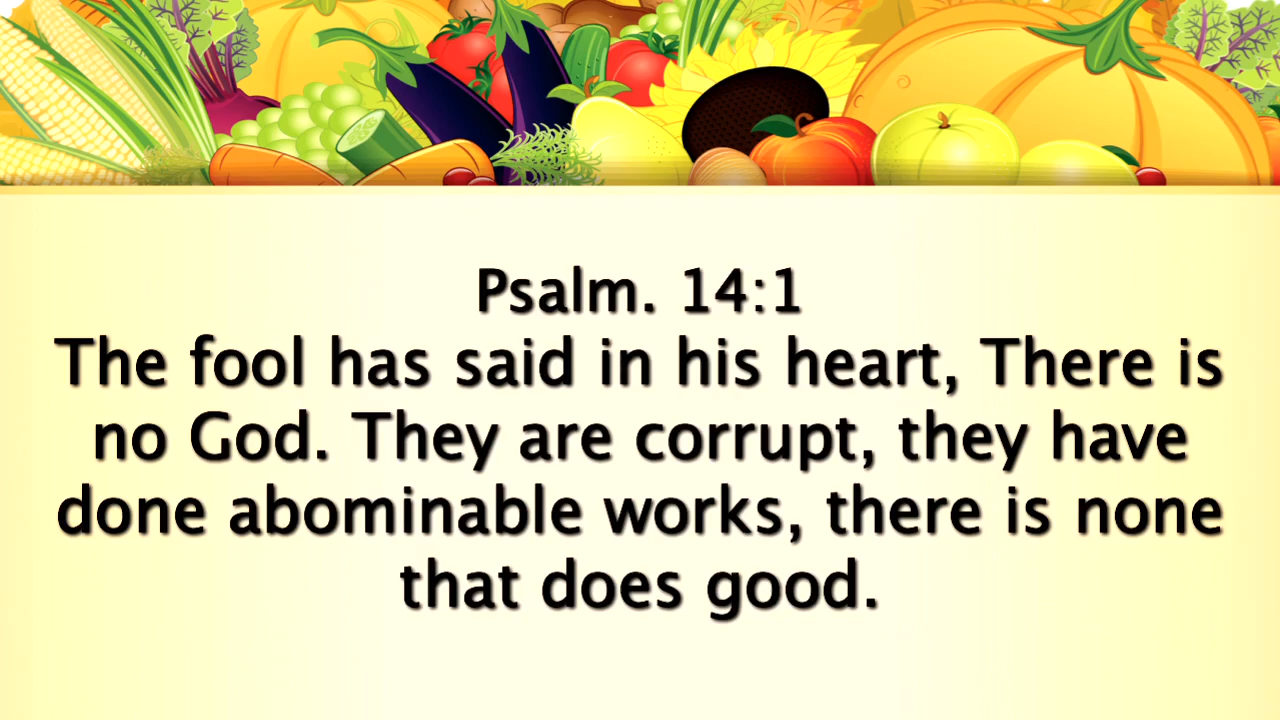 Psalm. 14:1
The fool has said in his heart, There is
no God. They are corrupt, they have
done abominable works, there is none
that does good.